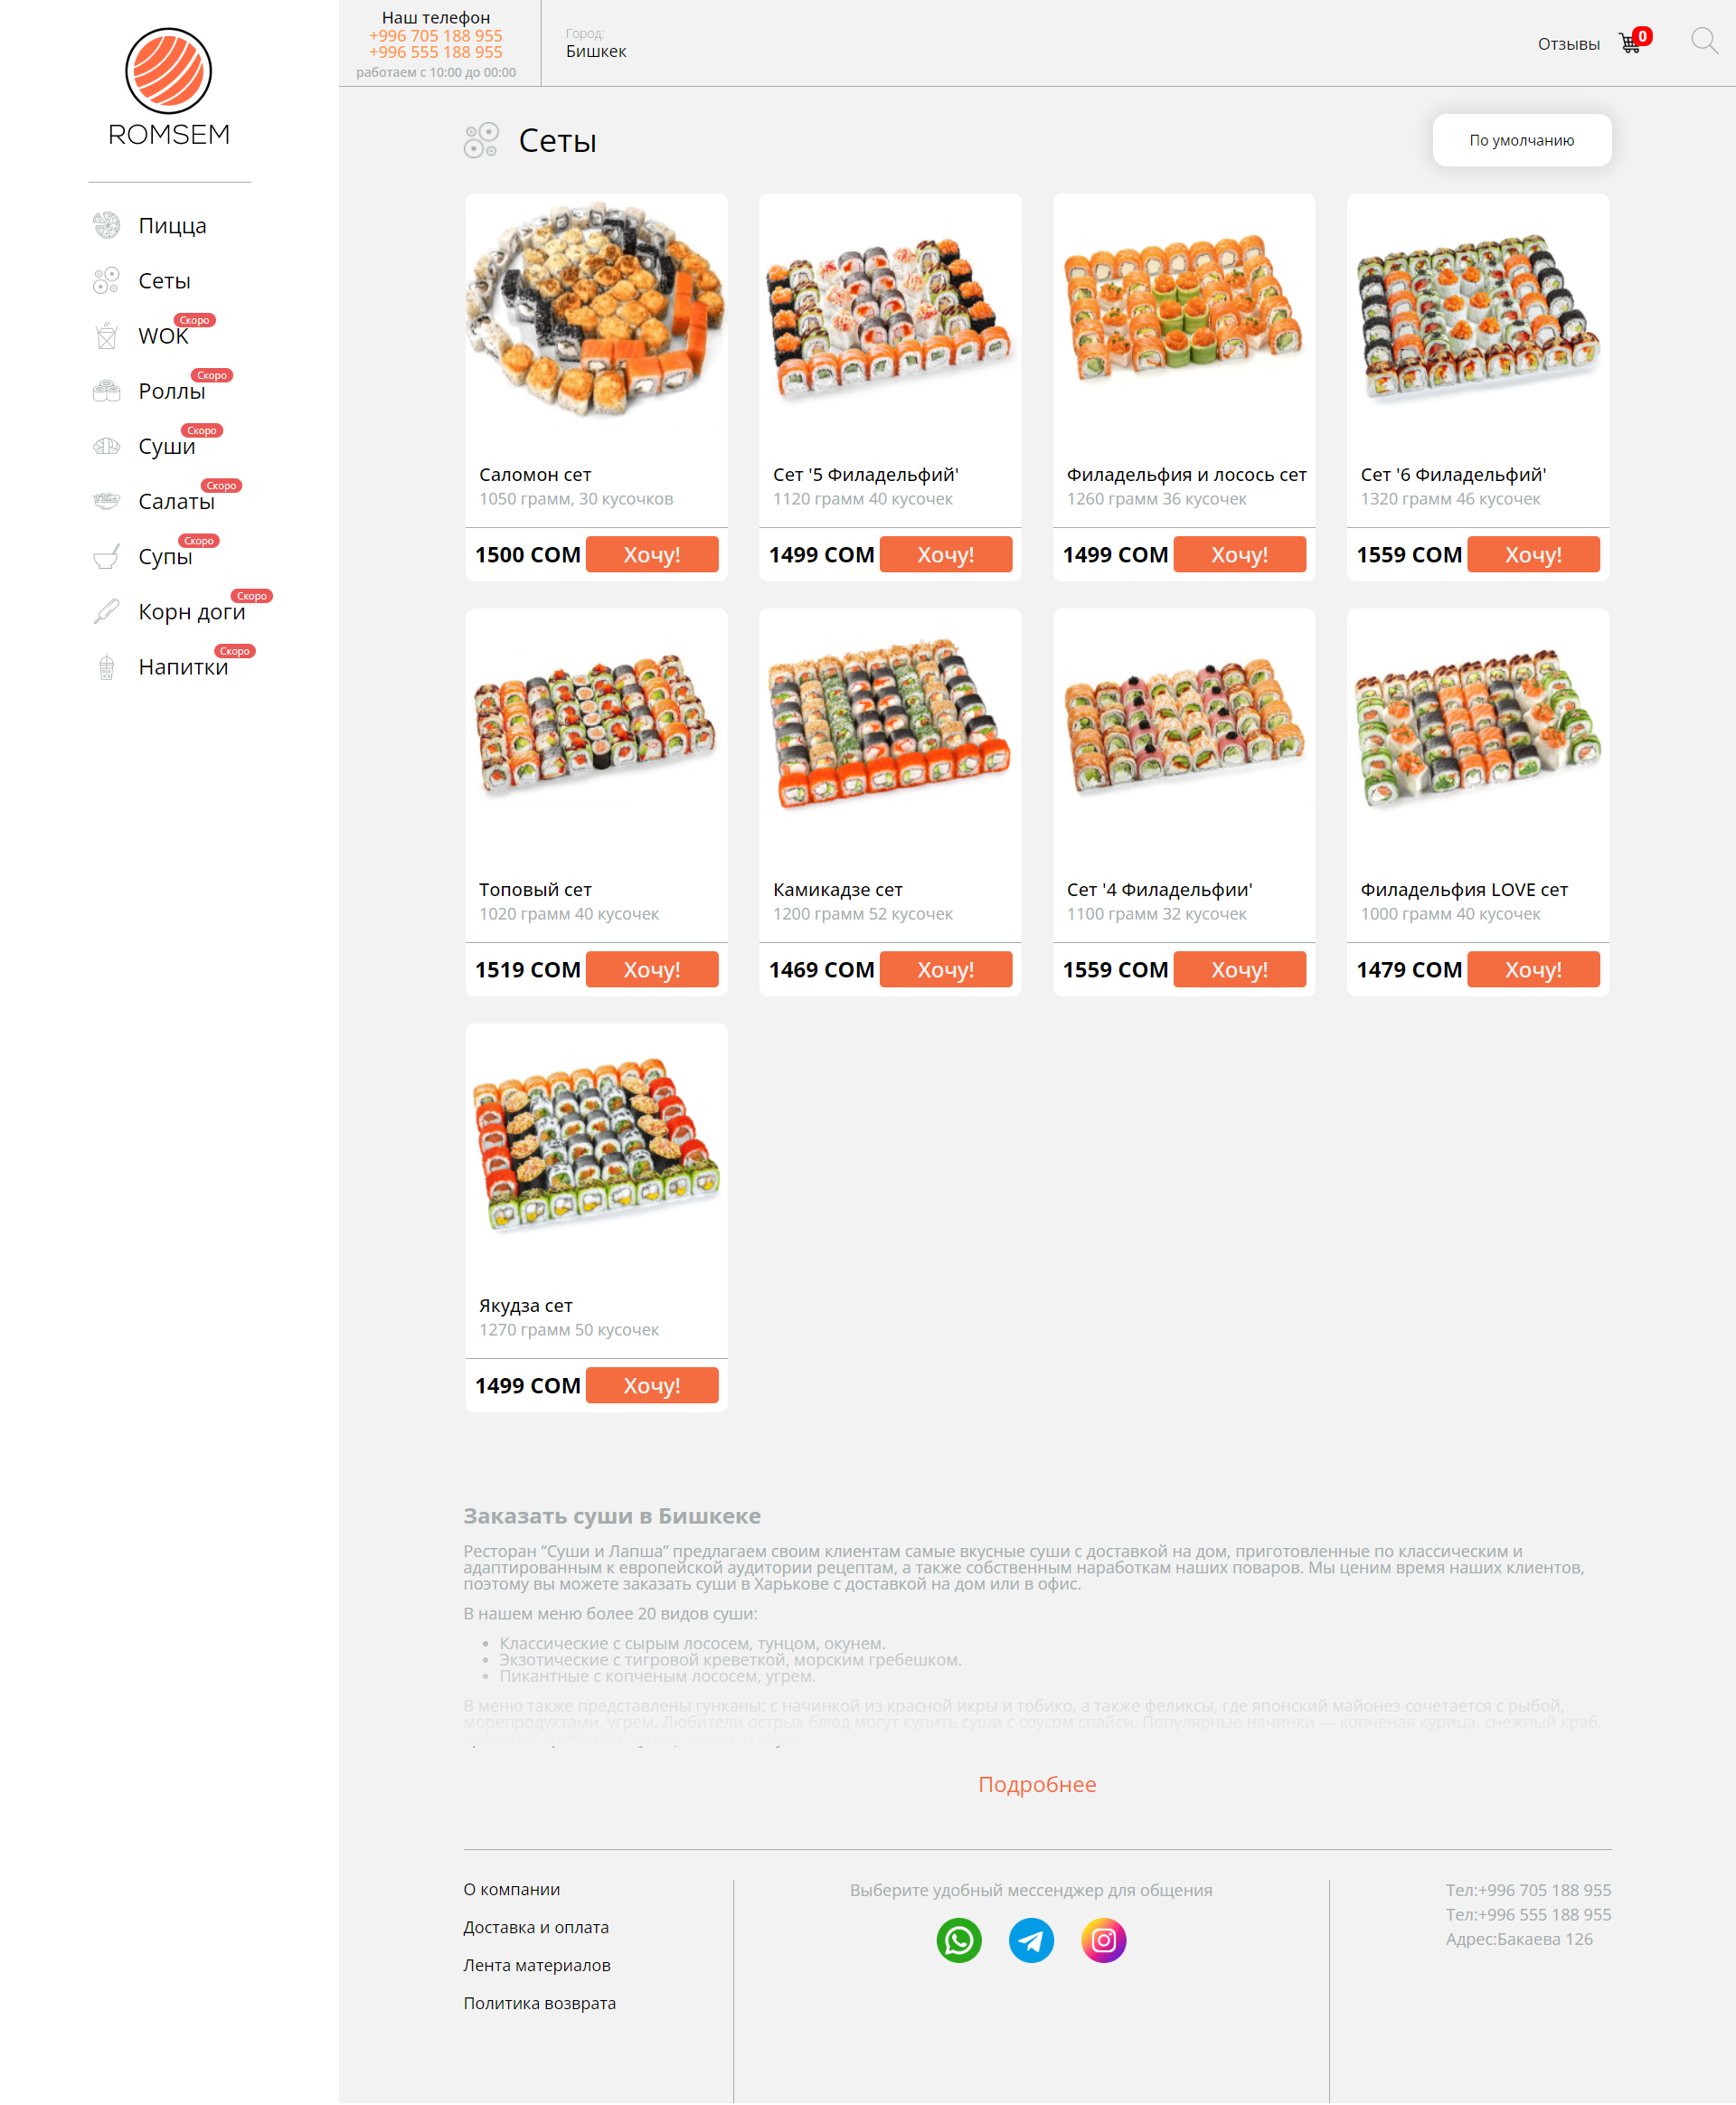 ROMSEM
Пицца
Сеты
Скоро
WOK
Скоро
Роллы
Скоро
Суши
Скоро
Салаты
Скоро
Супы
Скоро
Корн доги
Скоро
Напитки
Наш телефон
+996 705 188 955
+996 555 188 955
работаем с 10:00 до 00:00
Город:
Бишкек
Отзывы
0
Сеты
По умолчанию
Саломон сет
1050 грамм, 30 кусочков
1500 СОМ Хочу!
Сет '5 Филадельфий'
1120 грамм 40 кусочек
1499 СОМ Хочу!
Филадельфия и лосось сет
1260 грамм 36 кусочек
1499 СОМ Хочу!
Сет '6 Филадельфий'
1320 грамм 46 кусочек
1559 СОМ Хочу!
Топовый сет
1020 грамм 40 кусочек
1519 СОМ Хочу!
Камикадзе сет
1200 грамм 52 кусочек
1469 СОМ Хочу!
Сет '4 Филадельфии'
1100 грамм 32 кусочек
1559 СОМ Хочу!
Филадельфия LOVE сет
1000 грамм 40 кусочек
1479 СОМ Хочу!
Якудза сет
1270 грамм 50 кусочек
1499 СОМ Хочу!
Заказать суши в Бишкеке
Ресторан “Суши и Лапша” предлагаем своим клиентам самые вкусные суши с доставкой на дом, приготовленные по классическим и
адаптированным к европейской аудитории рецептам, а также собственным наработкам наших поваров. Мы ценим время наших клиентов,
поэтому вы можете заказать суши в Харькове с доставкой на дом или в офис.
В нашем меню более 20 видов суши:
• Классические с сырым лососем, тунцом, окунем.
• Экзотические с тигровой креветкой, морским гребешком.
• Пикантные с копченым лососем, угрем.
В меню также представлены гунканы: с начинкой из красной икры и тобико, а также феликсы, где японский майонез сочетается с рыбой,
морепродуктами, угрем. Любители острых блюд могут купить суши с соусом спайси. Популярные начинки — копченая курица, снежный краб,
Подробнее
О компании
Доставка и оплата
Лента материалов
Политика возврата
Выберите удобный мессенджер для общения
Тел:+996 705 188 955
Тел:+996 555 188 955
Адрес:Бакаева 126